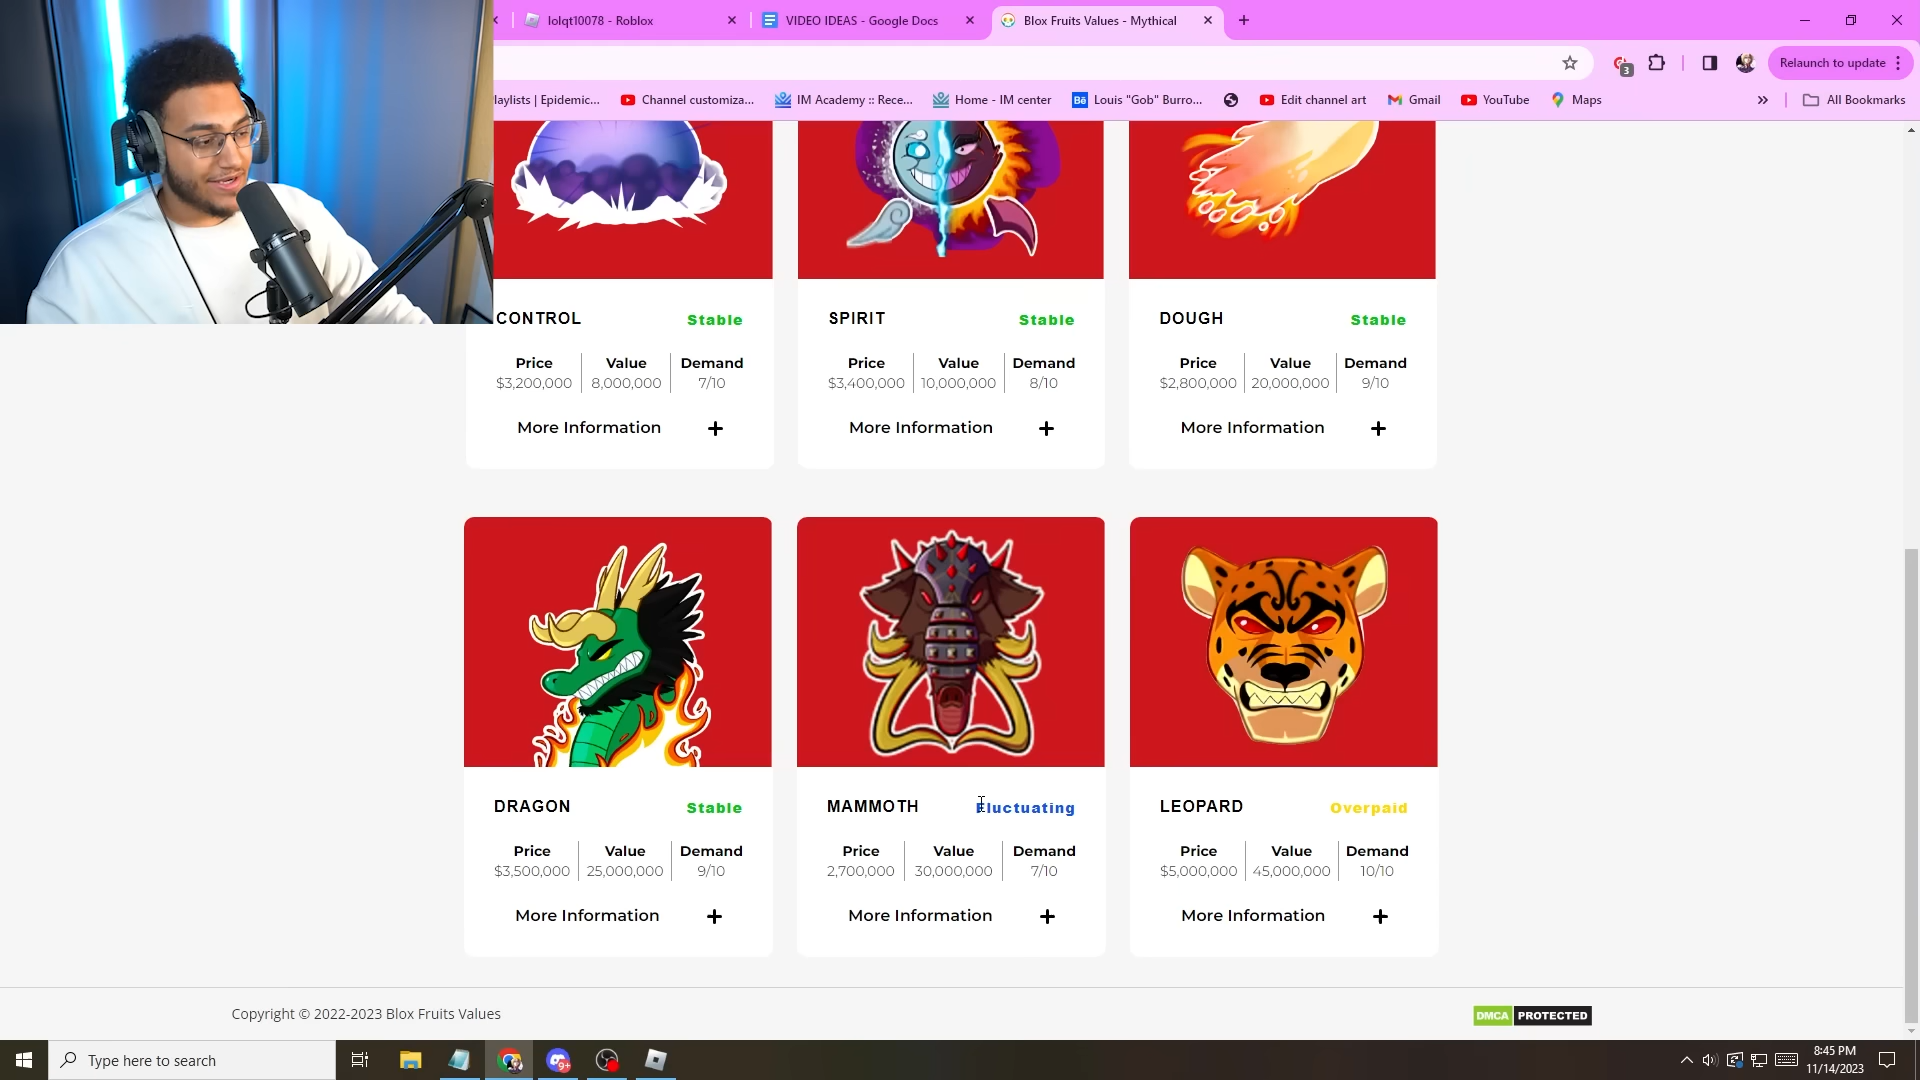 lolqt10078 - Roblox
VIDEO IDEAS - Google Docs
Blox Fruits Values - Mythical
3
Relaunch to update
laylists | Epidemic...
Channel customiza...
IM Academy :: Rece...
Home - IM center
Bē
Louis "Gob" Burro...
Edit channel art
Gmail
YouTube
Maps
All Bookmarks
CONTROL Stable
Price Value Demand
$3,200,000 8,000,000 7/10
More Information +
SPIRIT Stable
Price Value Demand
$3,400,000 10,000,000 8/10
More Information +
DOUGH Stable
Price Value Demand
$2,800,000 20,000,000 9/10
More Information +
DRAGON Stable
Price Value Demand
$3,500,000 25,000,000 9/10
More Information +
MAMMOTH Fluctuating
Price Value Demand
2,700,000 30,000,000 7/10
More Information +
LEOPARD Overpaid
Price Value Demand
$5,000,000 45,000,000 10/10
More Information +
Copyright © 2022-2023 Blox Fruits Values
DMCA PROTECTED
Type here to search
9+
8:45 PM
11/14/2023